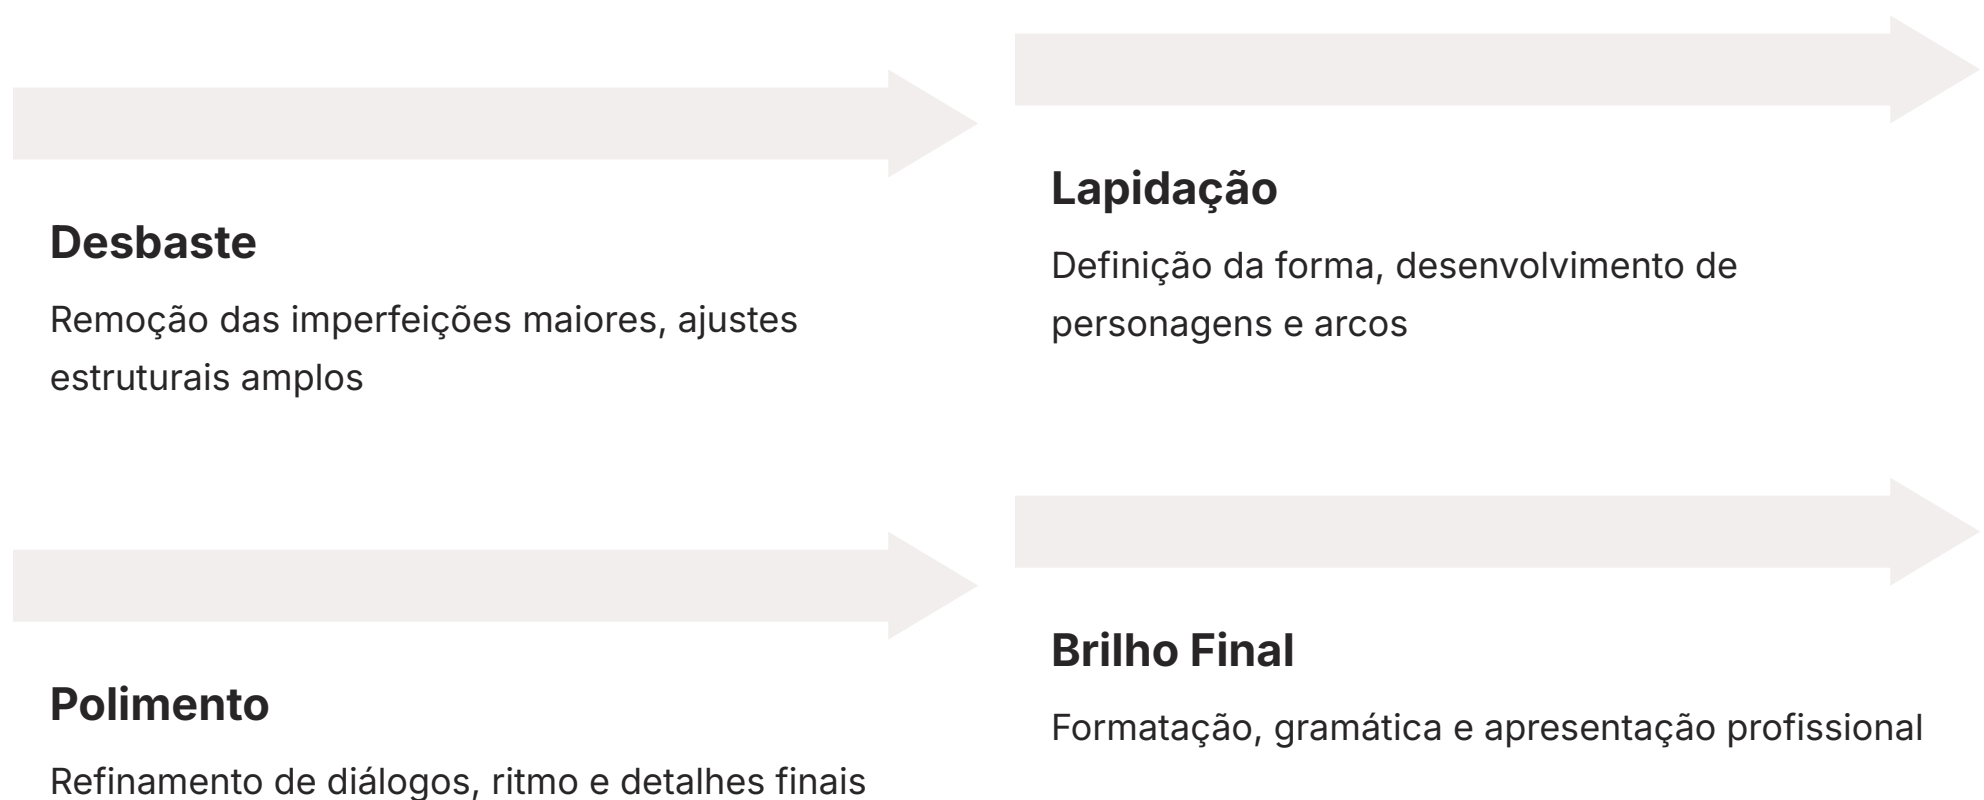 Desbaste
Remoção das imperfeições maiores, ajustes
estruturais amplos
Lapidação
Definição da forma, desenvolvimento de
personagens e arcos
Polimento
Refinamento de diálogos, ritmo e detalhes finais
Brilho Final
Formatação, gramática e apresentação profissional